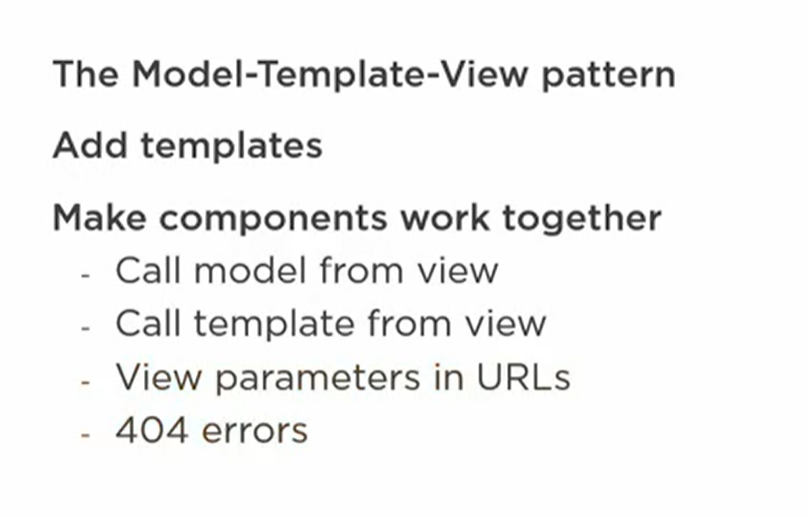 The Model-Template-View pattern
Add templates
Make components work together
- Call model from view
- Call template from view
- View parameters in URLs
- 404 errors